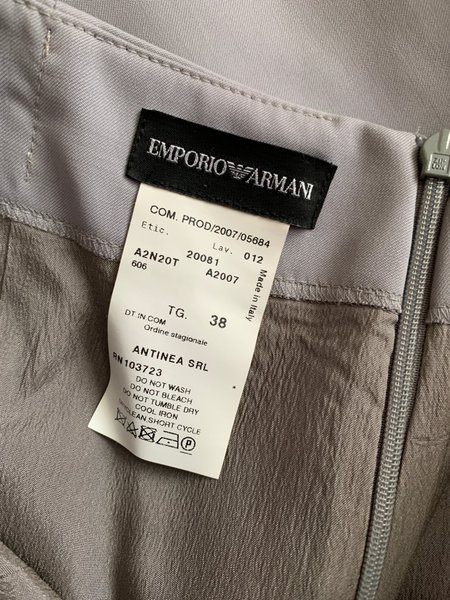 EMPORIO ARMANI
COM. PROD/2007/05684
Etic. Lav. 012
A2N20T 20081 A2007
606
Made in Italy
TG. 38
DT.IN.COM
Ordine stagionale
ANTINEA SRL
RN103723
DO NOT WASH
DO NOT BLEACH
DO NOT TUMBLE DRY
COOL IRON
CLEAN.SHORT CYCLE
P